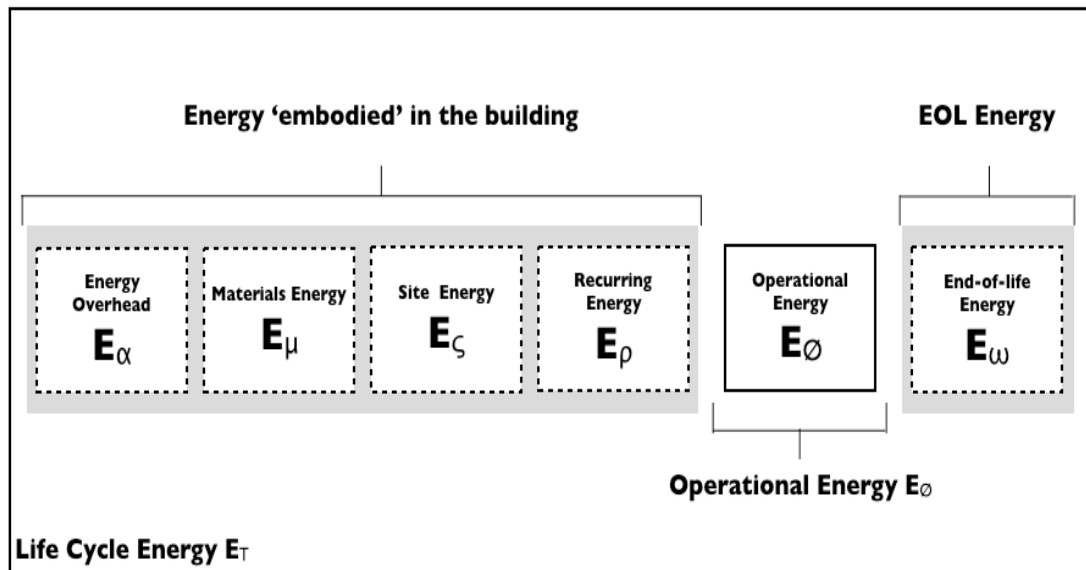 Energy ‘embodied’ in the building
EOL Energy
Energy
Overhead
Eα
Materials Energy
Eμ
Site Energy
Eς
Recurring
Energy
Eρ
Operational
Energy
E∅
End-of-life
Energy
Eω
Operational Energy E∅
Life Cycle Energy ET